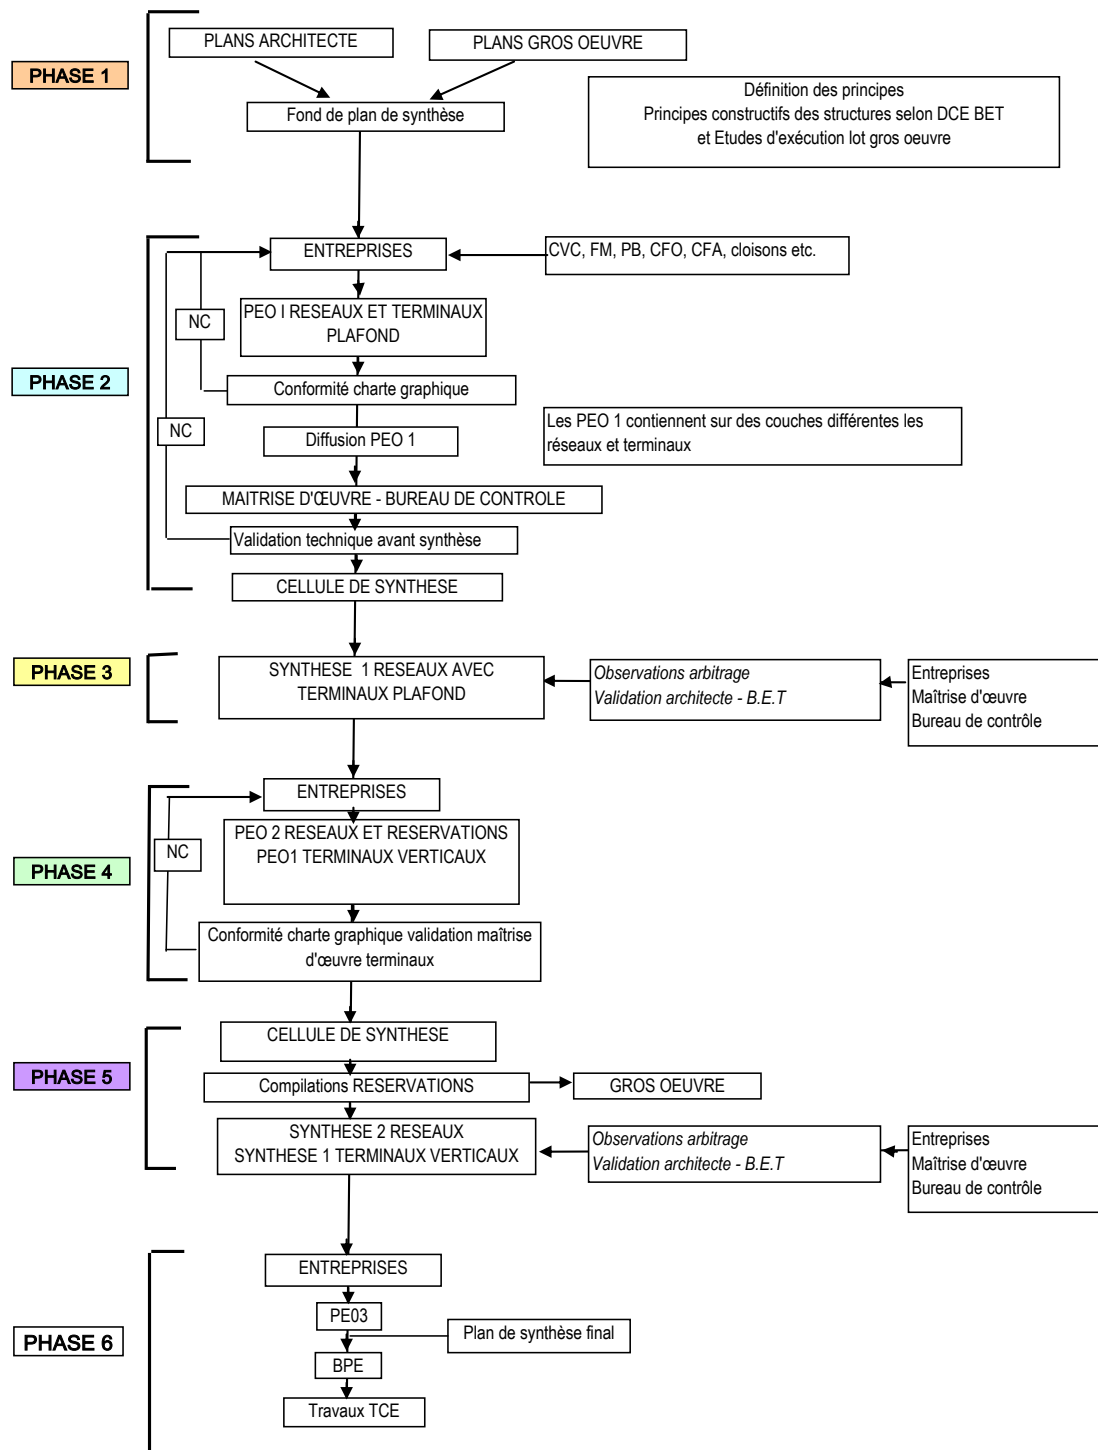 PLANS ARCHITECTE
PLANS GROS OEUVRE
PHASE 1
Fond de plan de synthèse
Définition des principes
Principes constructifs des structures selon DCE BET
et Etudes d'exécution lot gros oeuvre
ENTREPRISES
CVC, FM, PB, CFO, CFA, cloisons etc.
NC
PEO I RESEAUX ET TERMINAUX
PLAFOND
PHASE 2
Conformité charte graphique
NC
Diffusion PEO 1
Les PEO 1 contiennent sur des couches différentes les
réseaux et terminaux
MAITRISE D'ŒUVRE - BUREAU DE CONTROLE
Validation technique avant synthèse
CELLULE DE SYNTHESE
PHASE 3
SYNTHESE 1 RESEAUX AVEC
TERMINAUX PLAFOND
Observations arbitrage
Validation architecte - B.E.T
Entreprises
Maîtrise d'œuvre
Bureau de contrôle
ENTREPRISES
NC
PEO 2 RESEAUX ET RESERVATIONS
PEO1 TERMINAUX VERTICAUX
PHASE 4
Conformité charte graphique validation maîtrise
d'œuvre terminaux
CELLULE DE SYNTHESE
PHASE 5
Compilations RESERVATIONS
GROS OEUVRE
SYNTHESE 2 RESEAUX
SYNTHESE 1 TERMINAUX VERTICAUX
Observations arbitrage
Validation architecte - B.E.T
Entreprises
Maîtrise d'œuvre
Bureau de contrôle
ENTREPRISES
PE03
Plan de synthèse final
PHASE 6
BPE
Travaux TCE